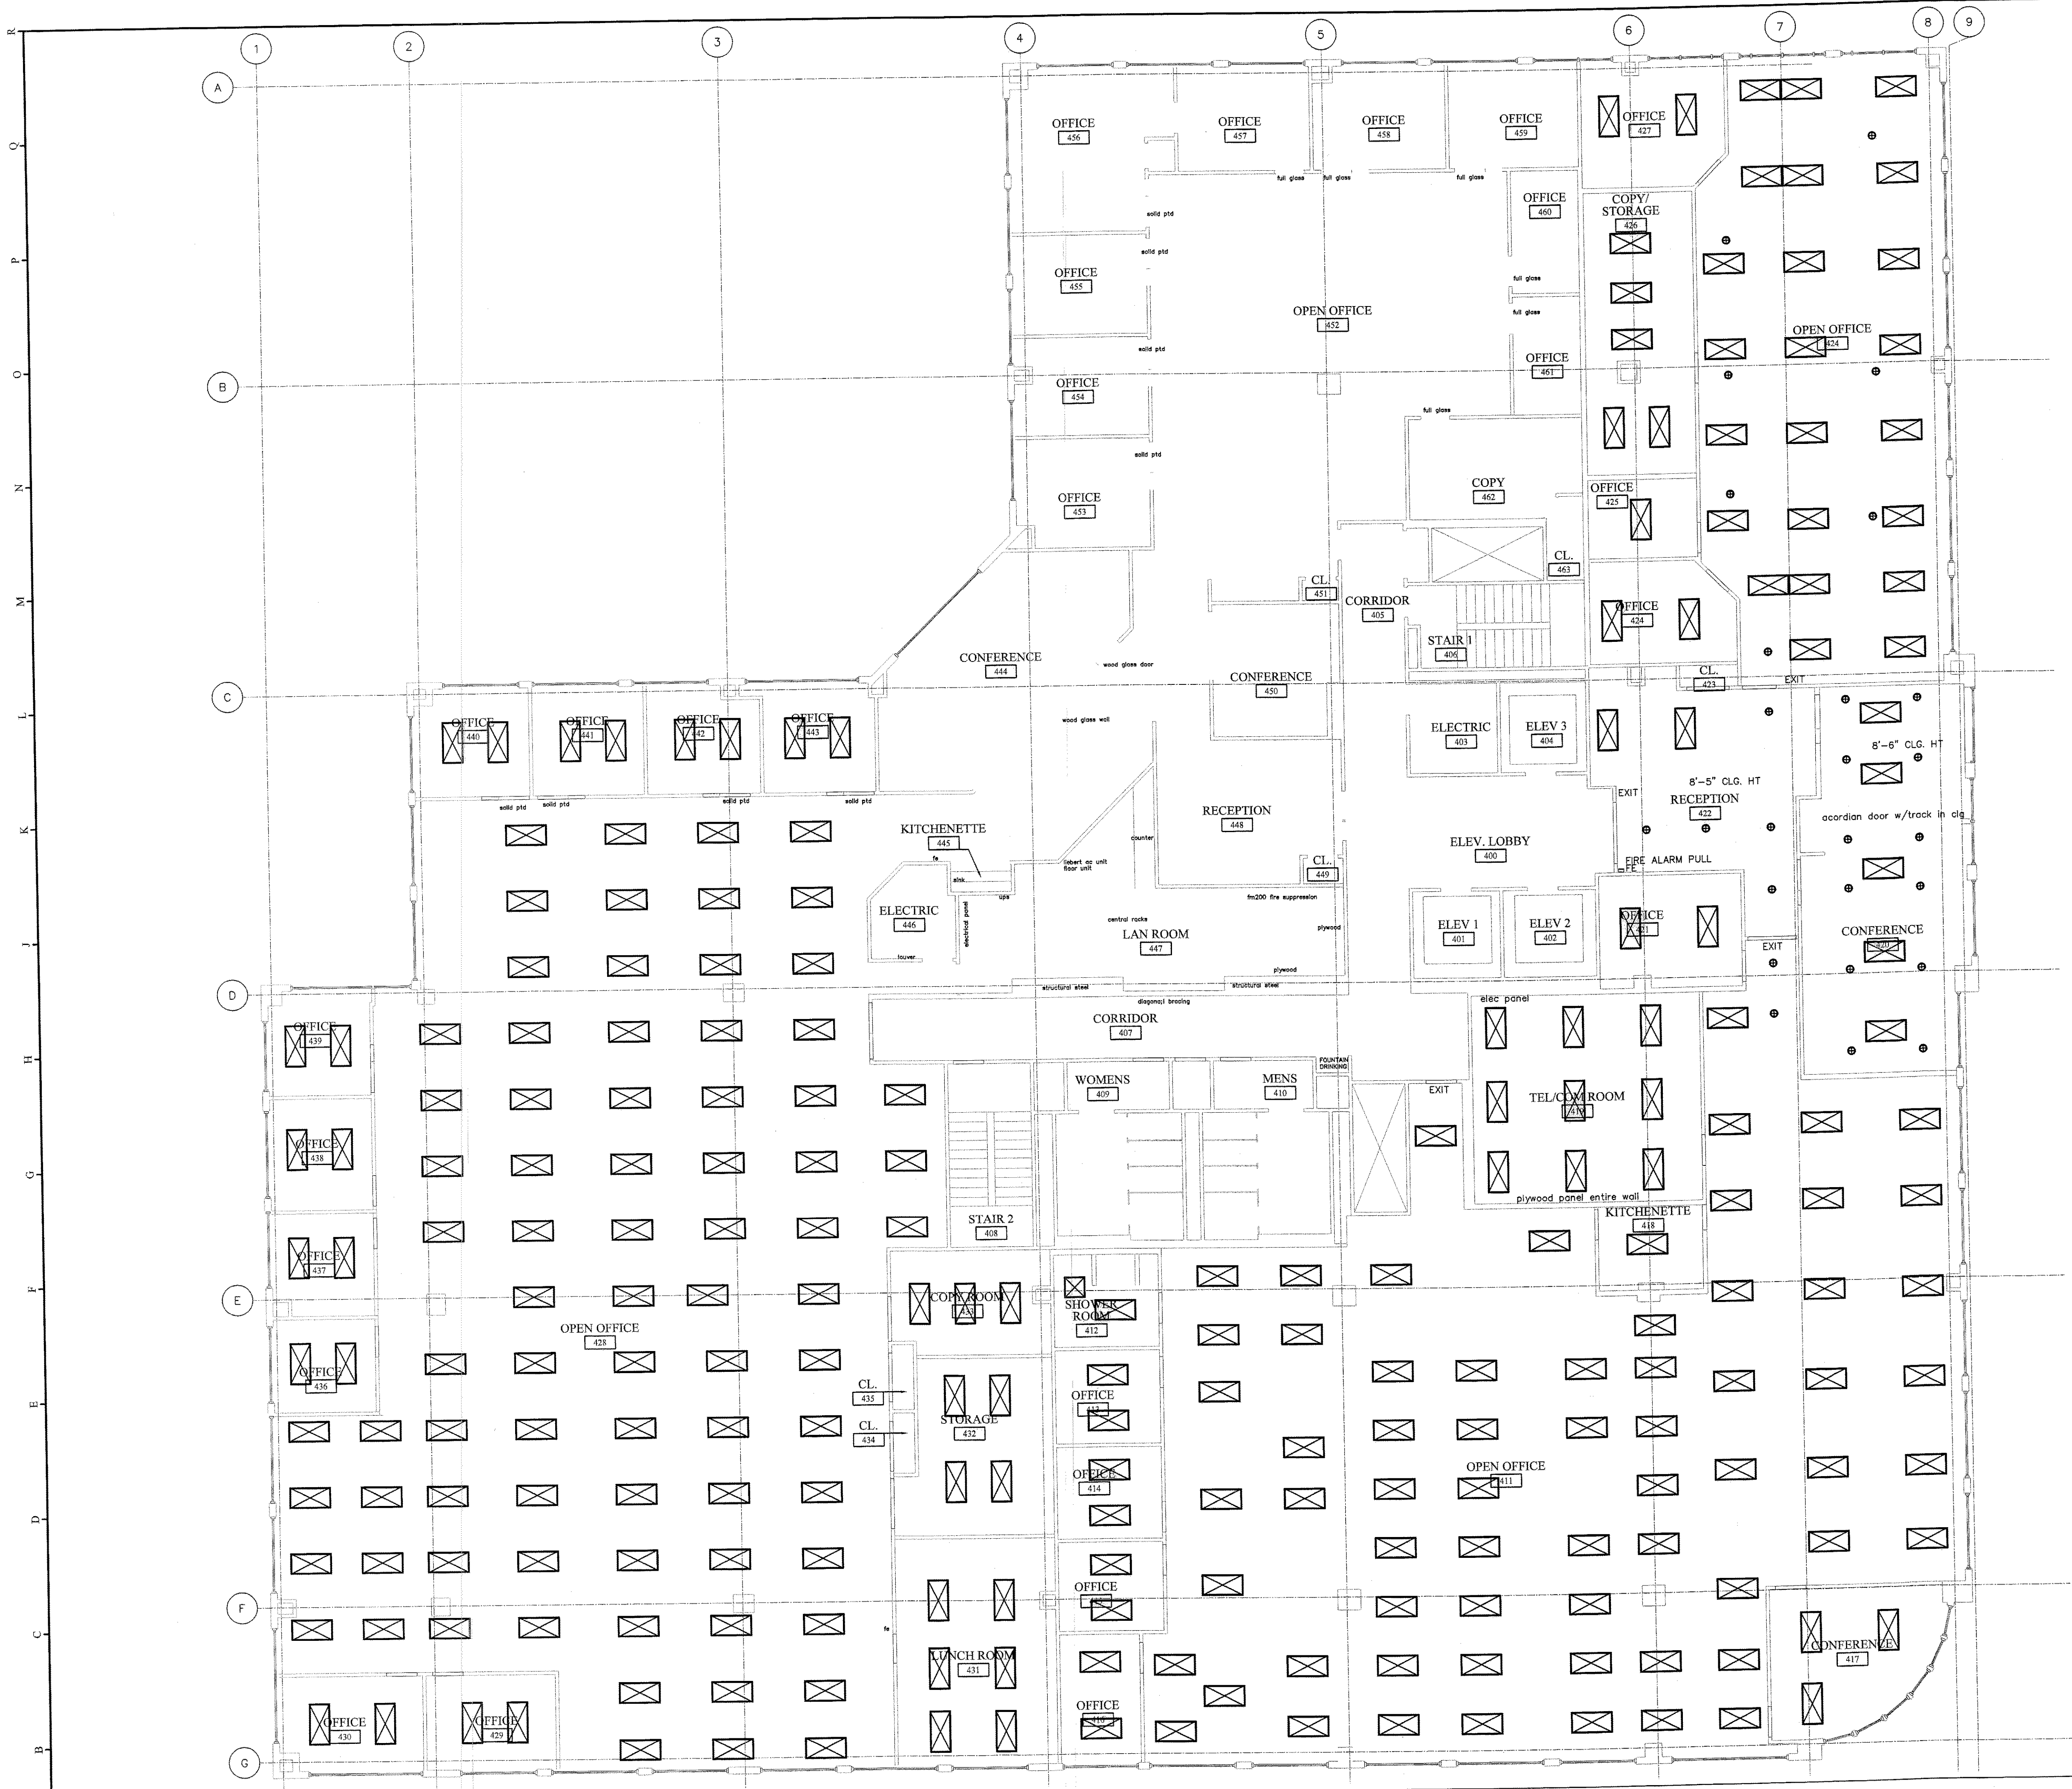 1
2
3
4
5
6
7
8
9
R
Q
P
O
N
M
L
K
J
H
G
F
E
D
C
B
A
B
C
D
E
F
G
OFFICE
456
OFFICE
457
OFFICE
458
OFFICE
459
OFFICE
427
full glass
full glass
full glass
solid ptd
OFFICE
460
COPY/
STORAGE
426
solid ptd
OFFICE
455
full glass
OPEN OFFICE
452
full glass
OPEN OFFICE
424
solid ptd
OFFICE
461
OFFICE
454
full glass
solid ptd
COPY
462
OFFICE
453
OFFICE
425
CL.
463
CL.
451
CORRIDOR
405
OFFICE
424
STAIR 1
406
CONFERENCE
444
wood glass door
CONFERENCE
450
CL.
423
EXIT
OFFICE
440
OFFICE
441
OFFICE
442
OFFICE
443
wood glass wall
ELECTRIC
403
ELEV 3
404
8'-6" CLG. HT
8'-5" CLG. HT
EXIT
RECEPTION
422
solid ptd
solid ptd
solid ptd
solid ptd
RECEPTION
448
acordian door w/track in clg
KITCHENETTE
445
counter
ELEV. LOBBY
400
fe
liebert ac unit
floor unit
CL.
449
FIRE ALARM PULL
FE
sink
ups
fm200 fire suppression
ELECTRIC
446
electrical panel
central racks
LAN ROOM
447
plywood
ELEV 1
401
ELEV 2
402
OFFICE
421
CONFERENCE
420
EXIT
louver
plywood
structural steel
structural steel
diagona;l bracing
elec panel
CORRIDOR
407
OFFICE
439
FOUNTAIN
DRINKING
WOMENS
409
MENS
410
EXIT
TEL/COM ROOM
419
OFFICE
438
plywood panel entire wall
KITCHENETTE
418
STAIR 2
408
OFFICE
437
COPY ROOM
433
SHOWER
ROOM
412
OPEN OFFICE
428
OFFICE
436
CL.
435
OFFICE
413
CL.
434
STORAGE
432
OFFICE
414
OPEN OFFICE
411
OFFICE
fe
LUNCH ROOM
431
CONFERENCE
417
OFFICE
416
OFFICE
430
OFFICE
429